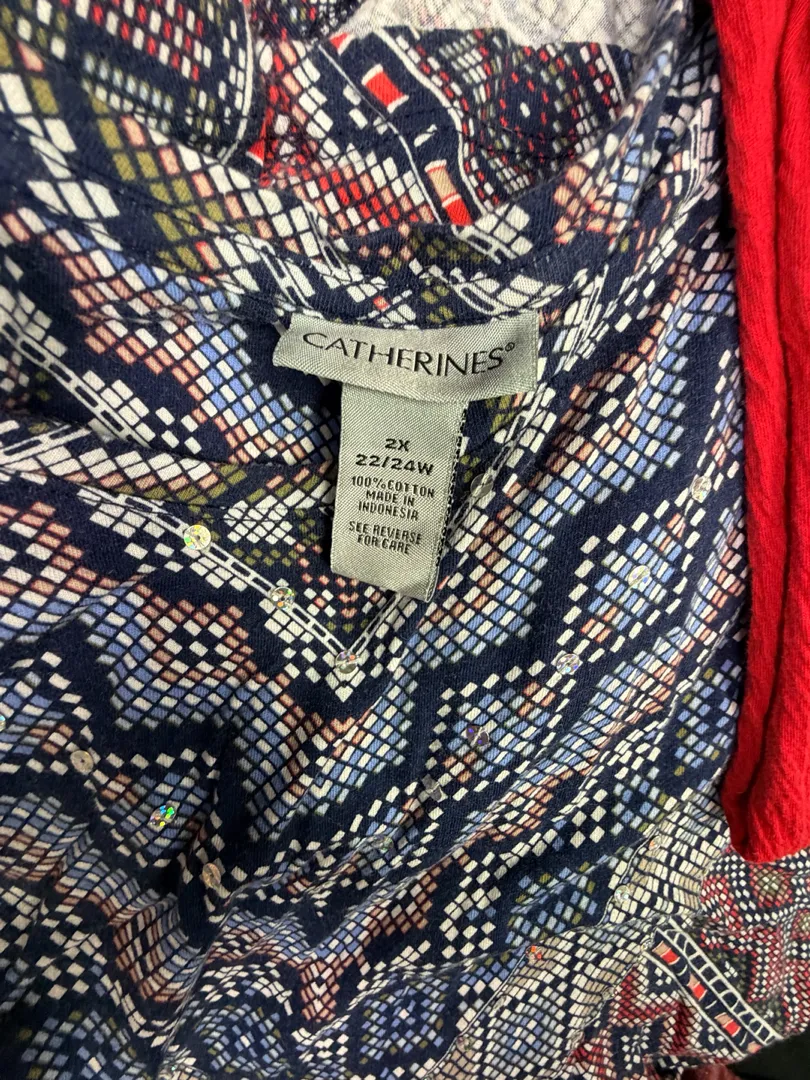 CATHERINES®
2X
22/24W
100% COTTON
MADE IN
INDONESIA
SEE REVERSE
FOR CARE